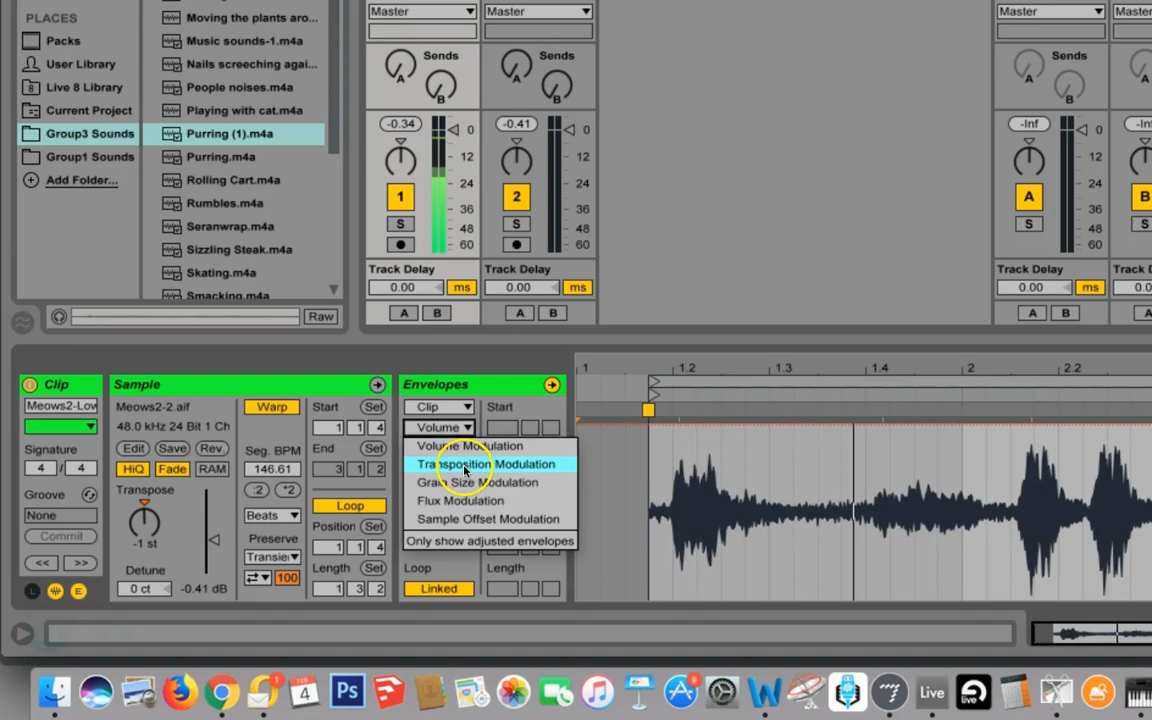 PLACES
Packs
User Library
Live 8 Library
Current Project
Group3 Sounds
Group1 Sounds
Add Folder...
Moving the plants aro...
Music sounds-1.m4a
Nails screeching agai...
People noises.m4a
Playing with cat.m4a
Purring (1).m4a
Purring.m4a
Rolling Cart.m4a
Rumbles.m4a
Seranwrap.m4a
Sizzling Steak.m4a
Skating.m4a
Smacking.m4a
Raw
Master
Master
Master
Master
Sends
Sends
A
B
A
B
A
B
-0.34
-0.41
-Inf
0
12
24
36
48
60
0
12
24
36
48
60
0
12
24
36
48
60
1
2
A
B
S
S
S
S
Track Delay
Track Delay
Track Delay
0.00 ms
0.00 ms
0.00 ms
A B
A B
A B
Clip
Meows2-Low
Signature
4 / 4
Groove
None
Commit
<< >>
L
E
Sample
Meows2-2.aif
48.0 kHz 24 Bit 1 Ch
Edit Save Rev.
HiQ Fade RAM
Transpose
-1 st
Detune
0 ct -0.41 dB
Warp
Seg. BPM
146.61
:2 *2
Beats
Preserve
100
Start Set
1 1 4
End Set
3 1 2
Loop
Position Set
1 1 4
Length Set
1 3 2
Envelopes
Clip
Volume
Start
Volume Modulation
Transposition Modulation
Grain Size Modulation
Flux Modulation
Sample Offset Modulation
Only show adjusted envelopes
Loop
Length
Linked
1
1.2
1.3
1.4
2
2.2
1
FEB
4
Ps
W
Live
live